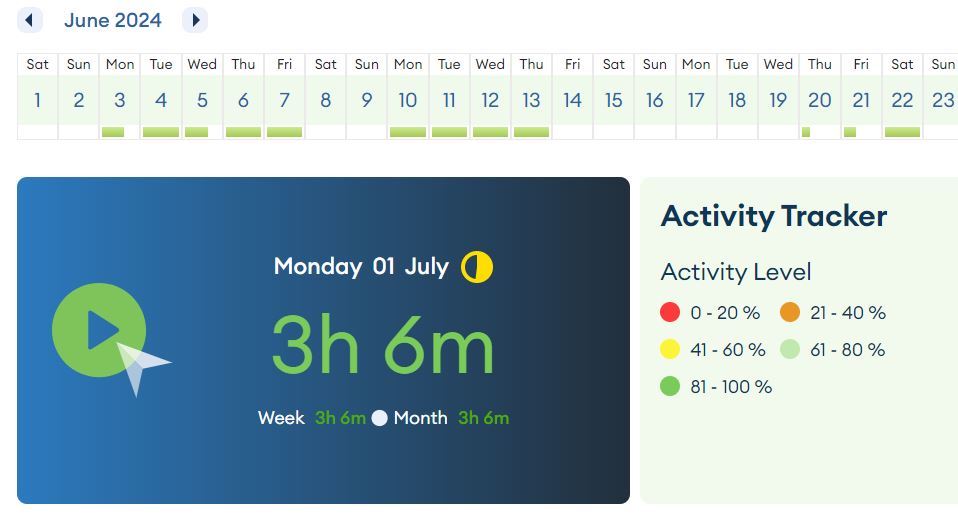 June 2024
Sat Sun Mon Tue Wed Thu Fri Sat Sun Mon Tue Wed Thu Fri Sat Sun Mon Tue Wed Thu Fri Sat Sun
1 2 3 4 5 6 7 8 9 10 11 12 13 14 15 16 17 18 19 20 21 22 23
Monday 01 July
3h 6m
Week 3h 6m Month 3h 6m
Activity Tracker
Activity Level
0 - 20 % 21 - 40 %
41 - 60 % 61 - 80 %
81 - 100 %